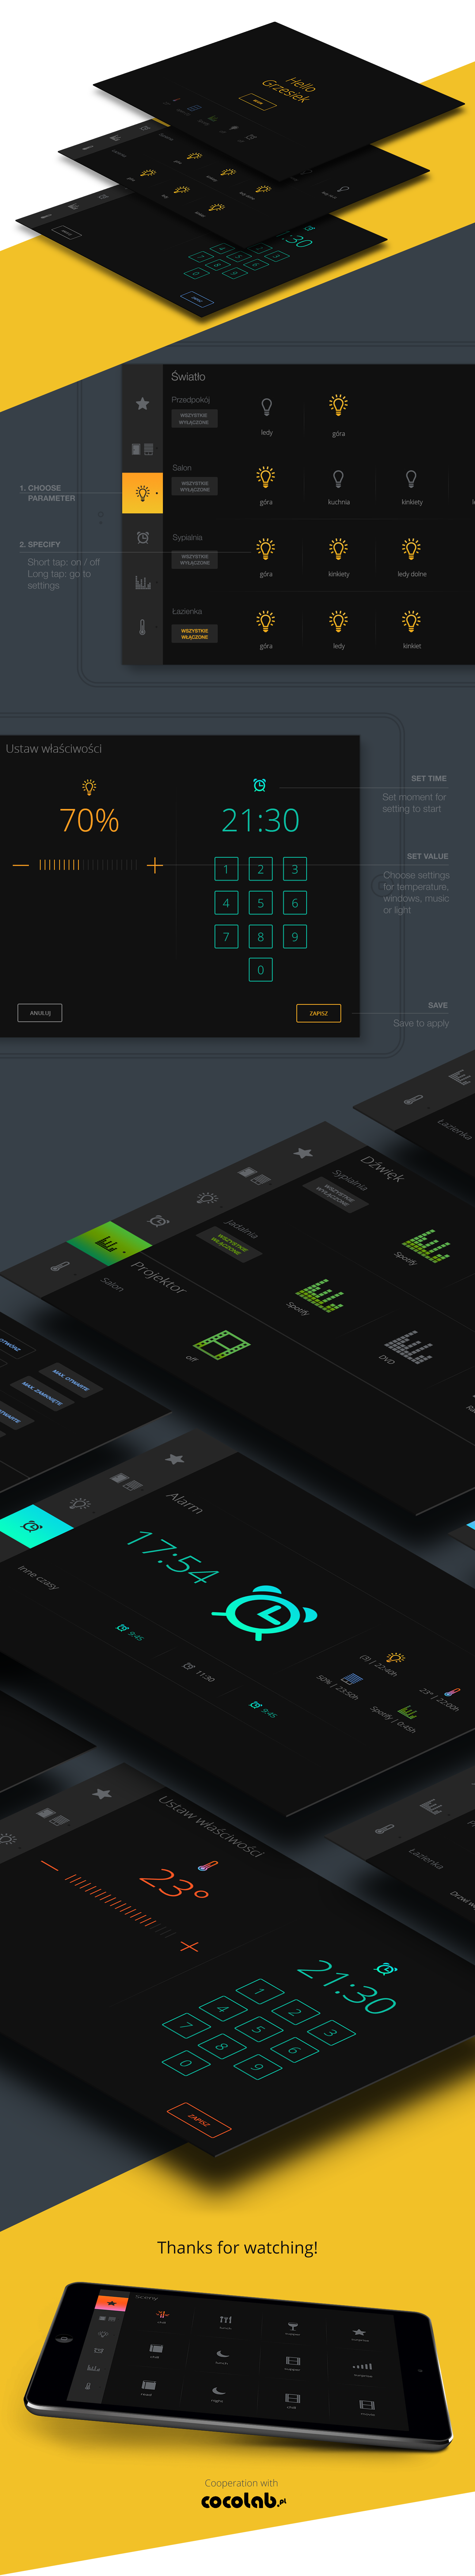 Hello
Grzesiek
21:30
Światło
Przedpokój
WSZYSTKIE
WYŁĄCZONE
ledy
góra
Salon
WSZYSTKIE
WYŁĄCZONE
góra
kuchnia
kinkiety
1. CHOOSE
PARAMETER
2. SPECIFY
Short tap: on / off
Long tap: go to
settings
Sypialnia
WSZYSTKIE
WYŁĄCZONE
góra
kinkiety
ledy dolne
Łazienka
WSZYSTKIE
WŁĄCZONE
góra
ledy
kinkiet
Ustaw właściwości
70%
21:30
1 2 3
4 5 6
7 8 9
0
ANULUJ
ZAPISZ
SET TIME
Set moment for
setting to start
SET VALUE
Choose settings
for temperature,
windows, music
or light
SAVE
Save to apply
Łazienka
Dźwięk
Sypialnia
WSZYSTKIE
WYŁĄCZONE
Spotify
Jadalnia
WSZYSTKIE
WŁĄCZONE
Spotify
DVD
Projektor
Salon
off
MAX. OTWARTE
MAX. ZAMKNIĘTE
Alarm
17:54
Inne czasy
9:45
11:30
9:45
(3) | 22:40h
50% | 23:50h
23° | 22:00h
Spotify | 0:45h
Ustaw właściwości
23°
21:30
1 2 3
4 5 6
7 8 9
0
ZAPISZ
Łazienka
Thanks for watching!
Sceny
Cooperation with
cocolab.pl